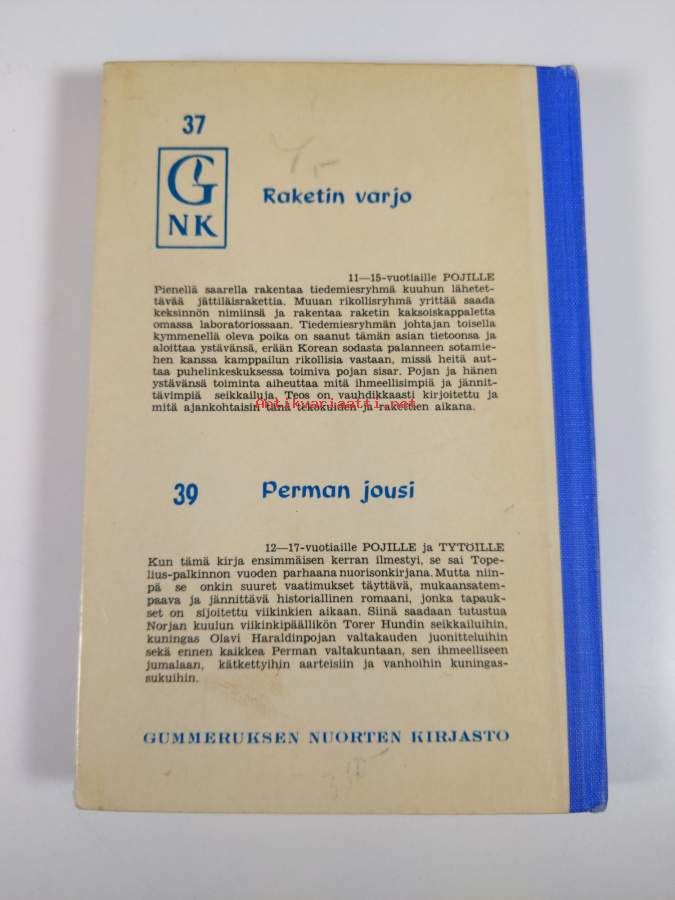 37
G
NK
Raketin varjo
11—15-vuotiaille POJILLE
Pienellä saarella rakentaa tiedemiesryhmä kuuhun lähetet-
tävää jättiläisrakettia. Muuan rikollisryhmä yrittää saada
keksinnön nimiinsä ja rakentaa raketin kaksoiskappaletta
omassa laboratoriossaan. Tiedemiesryhmän johtajan toisella
kymmenellä oleva poika on saanut tämän asian tietoonsa ja
aloittaa ystävänsä, erään Korean sodasta palanneen sotamie-
hen kanssa kamppailun rikollisia vastaan, missä heitä aut-
taa puhelinkeskuksessa toimiva pojan sisar. Pojan ja hänen
ystävänsä toiminta aiheuttaa mitä ihmeellisimpiä ja jännit-
tävimpiä seikkailuja. Teos on vauhdikkaasti kirjoitettu ja
mitä ajankohtaisin tänä tekokuiden ja rakettien aikana.
Antikvariaatti.net
39
Perman jousi
12—17-vuotiaille POJILLE ja TYTÖILLE
Kun tämä kirja ensimmäisen kerran ilmestyi, se sai Tope-
lius-palkinnon vuoden parhaana nuorisonkirjana. Mutta niin-
pä se onkin suuret vaatimukset täyttävä, mukaansatem-
paava ja jännittävä historiallinen romaani, jonka tapauk-
set on sijoitettu viikinkien aikaan. Siinä saadaan tutustua
Norjan kuulun viikinkipäällikön Torer Hundin seikkailuihin,
kuningas Olavi Haraldinpojan valtakauden juonitteluihin
sekä ennen kaikkea Perman valtakuntaan, sen ihmeelliseen
jumalaan, kätkettyihin aarteisiin ja vanhoihin kuningas-
sukuihin.
GUMMERUKSEN NUORTEN KIRJASTO